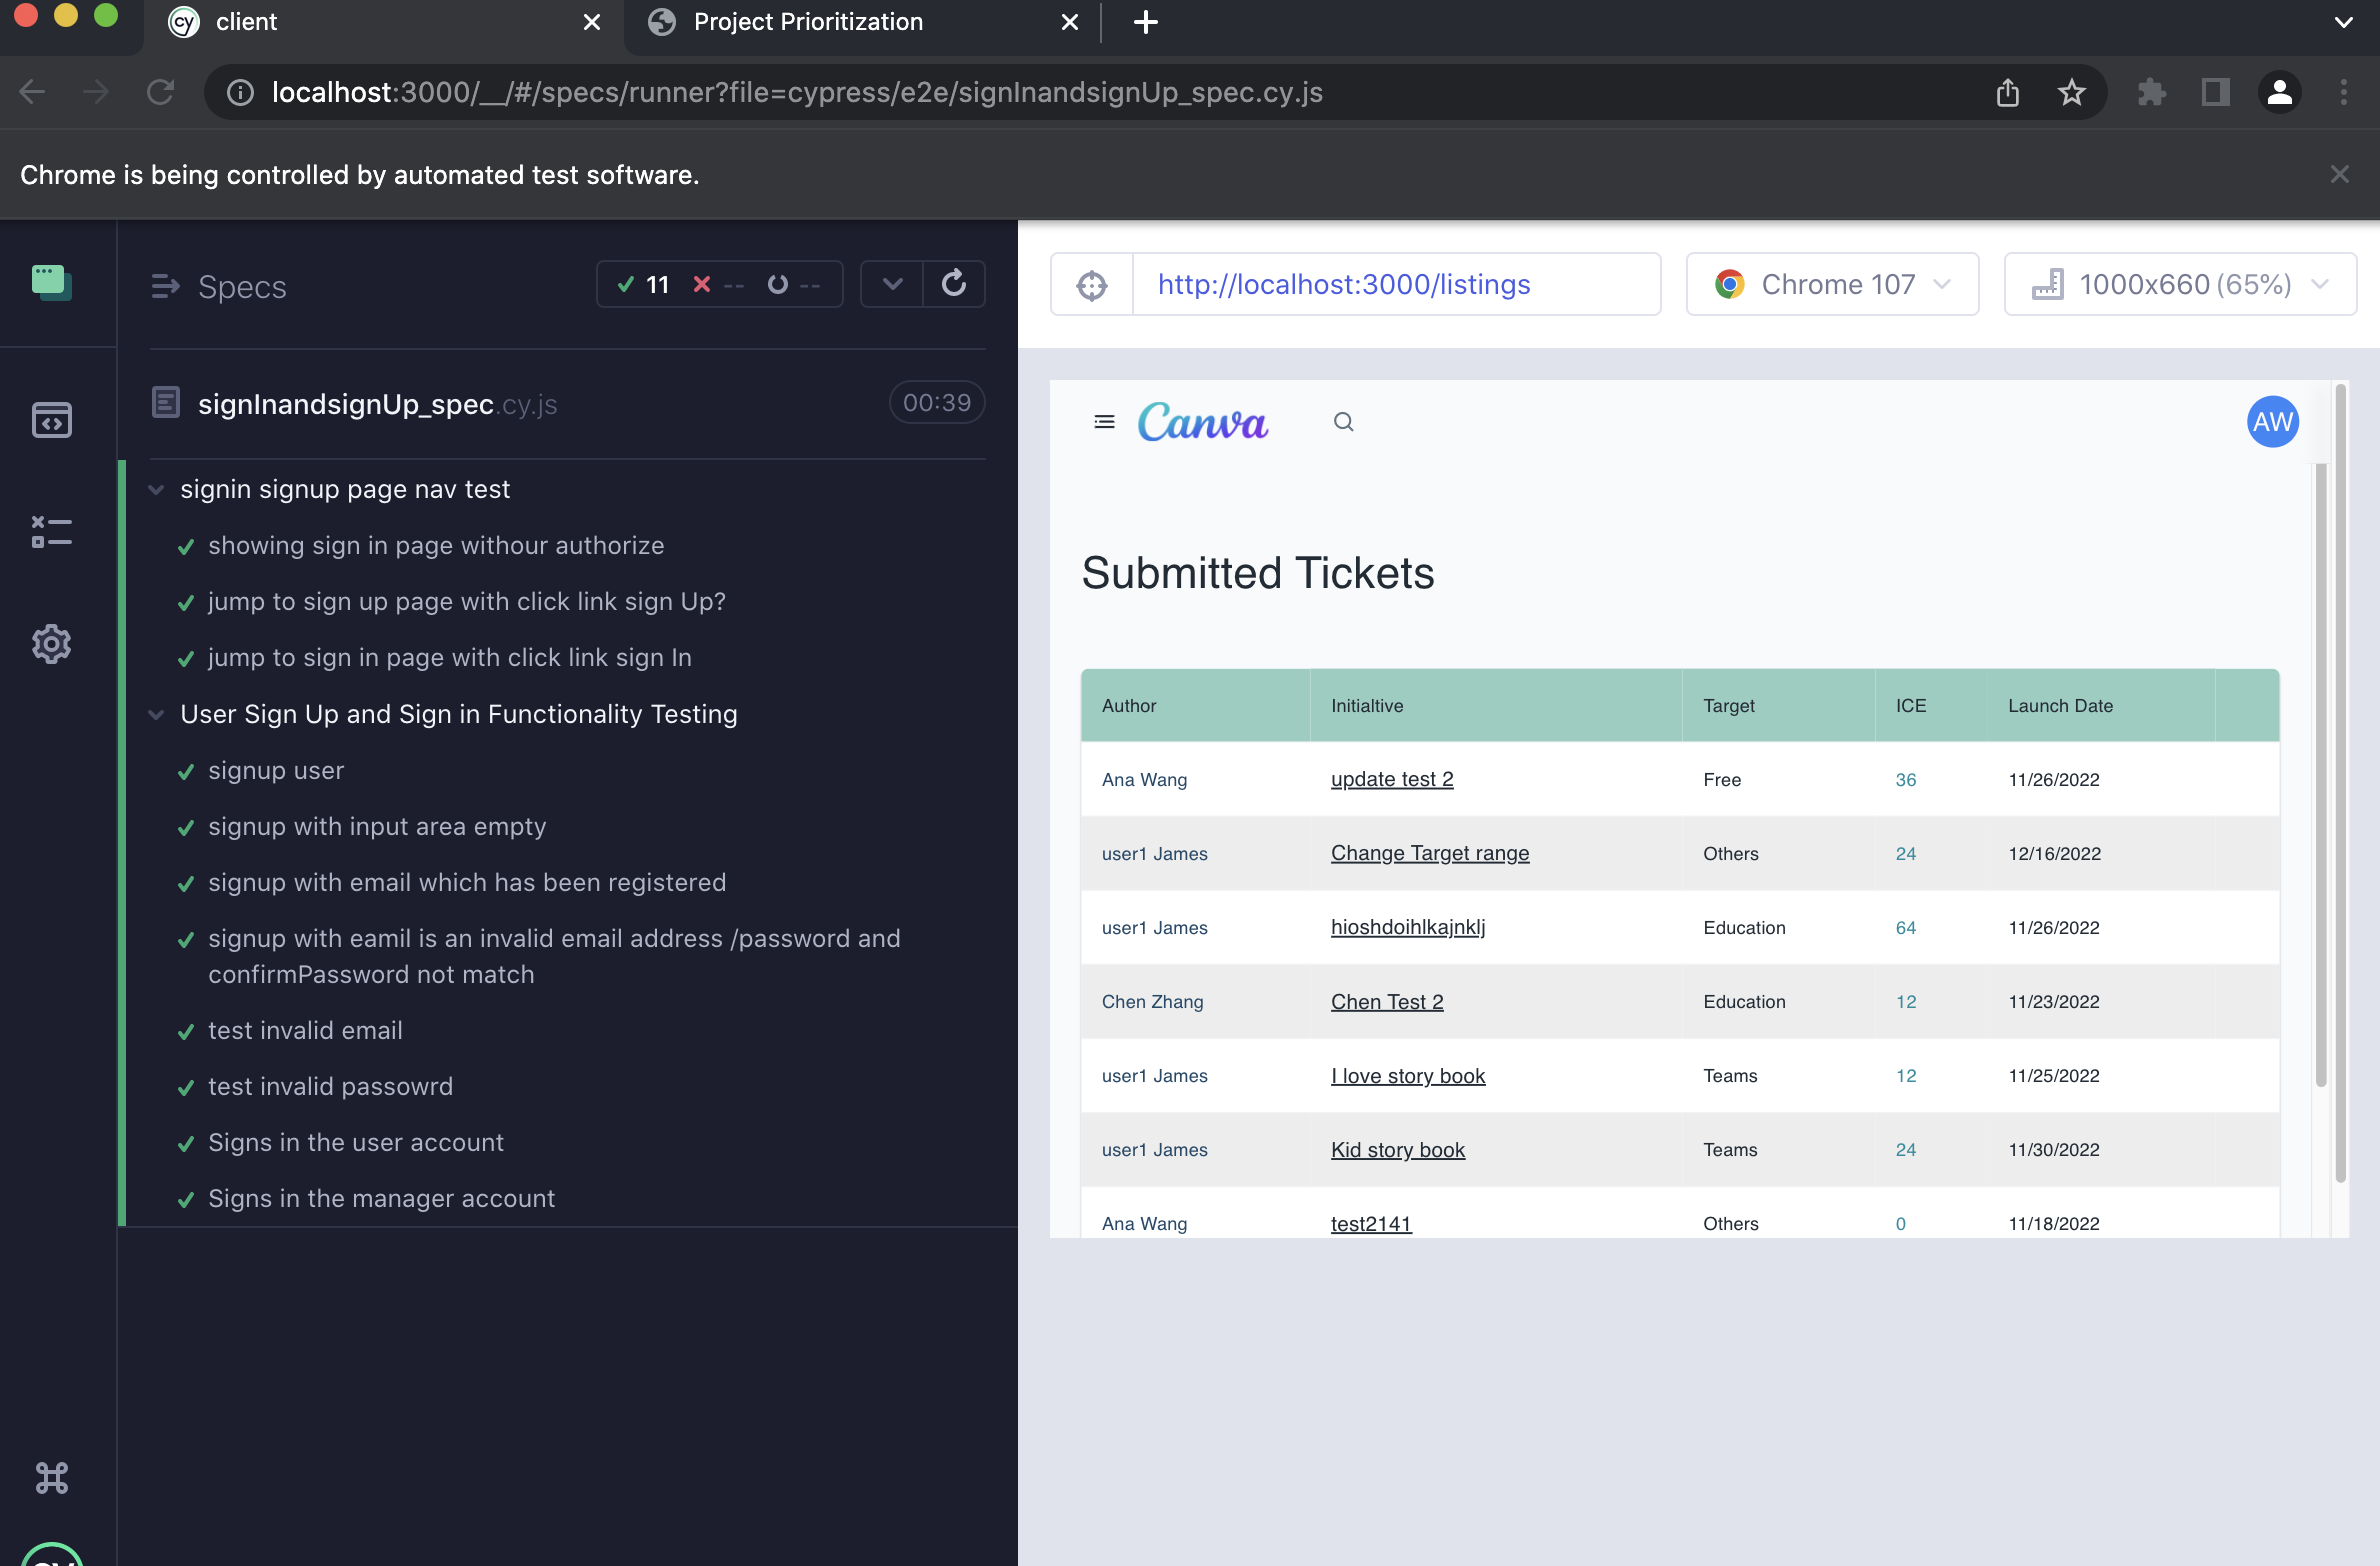 client
Project Prioritization
localhost:3000/__/#/specs/runner?file=cypress/e2e/signInandsignUp_spec.cy.js
Chrome is being controlled by automated test software.
Specs
11 -- --
http://localhost:3000/listings
Chrome 107
1000x660 (65%)
signInandsignUp_spec.cy.js
00:39
signin signup page nav test
showing sign in page withour authorize
jump to sign up page with click link sign Up?
jump to sign in page with click link sign In
User Sign Up and Sign in Functionality Testing
signup user
signup with input area empty
signup with email which has been registered
signup with eamil is an invalid email address /password and
confirmPassword not match
test invalid email
test invalid passowrd
Signs in the user account
Signs in the manager account
Canva
AW
Submitted Tickets
Author Initialtive Target ICE Launch Date
Ana Wang update test 2 Free 36 11/26/2022
user1 James Change Target range Others 24 12/16/2022
user1 James hioshdoihlkajnklj Education 64 11/26/2022
Chen Zhang Chen Test 2 Education 12 11/23/2022
user1 James I love story book Teams 12 11/25/2022
user1 James Kid story book Teams 24 11/30/2022
Ana Wang test2141 Others 0 11/18/2022
cy